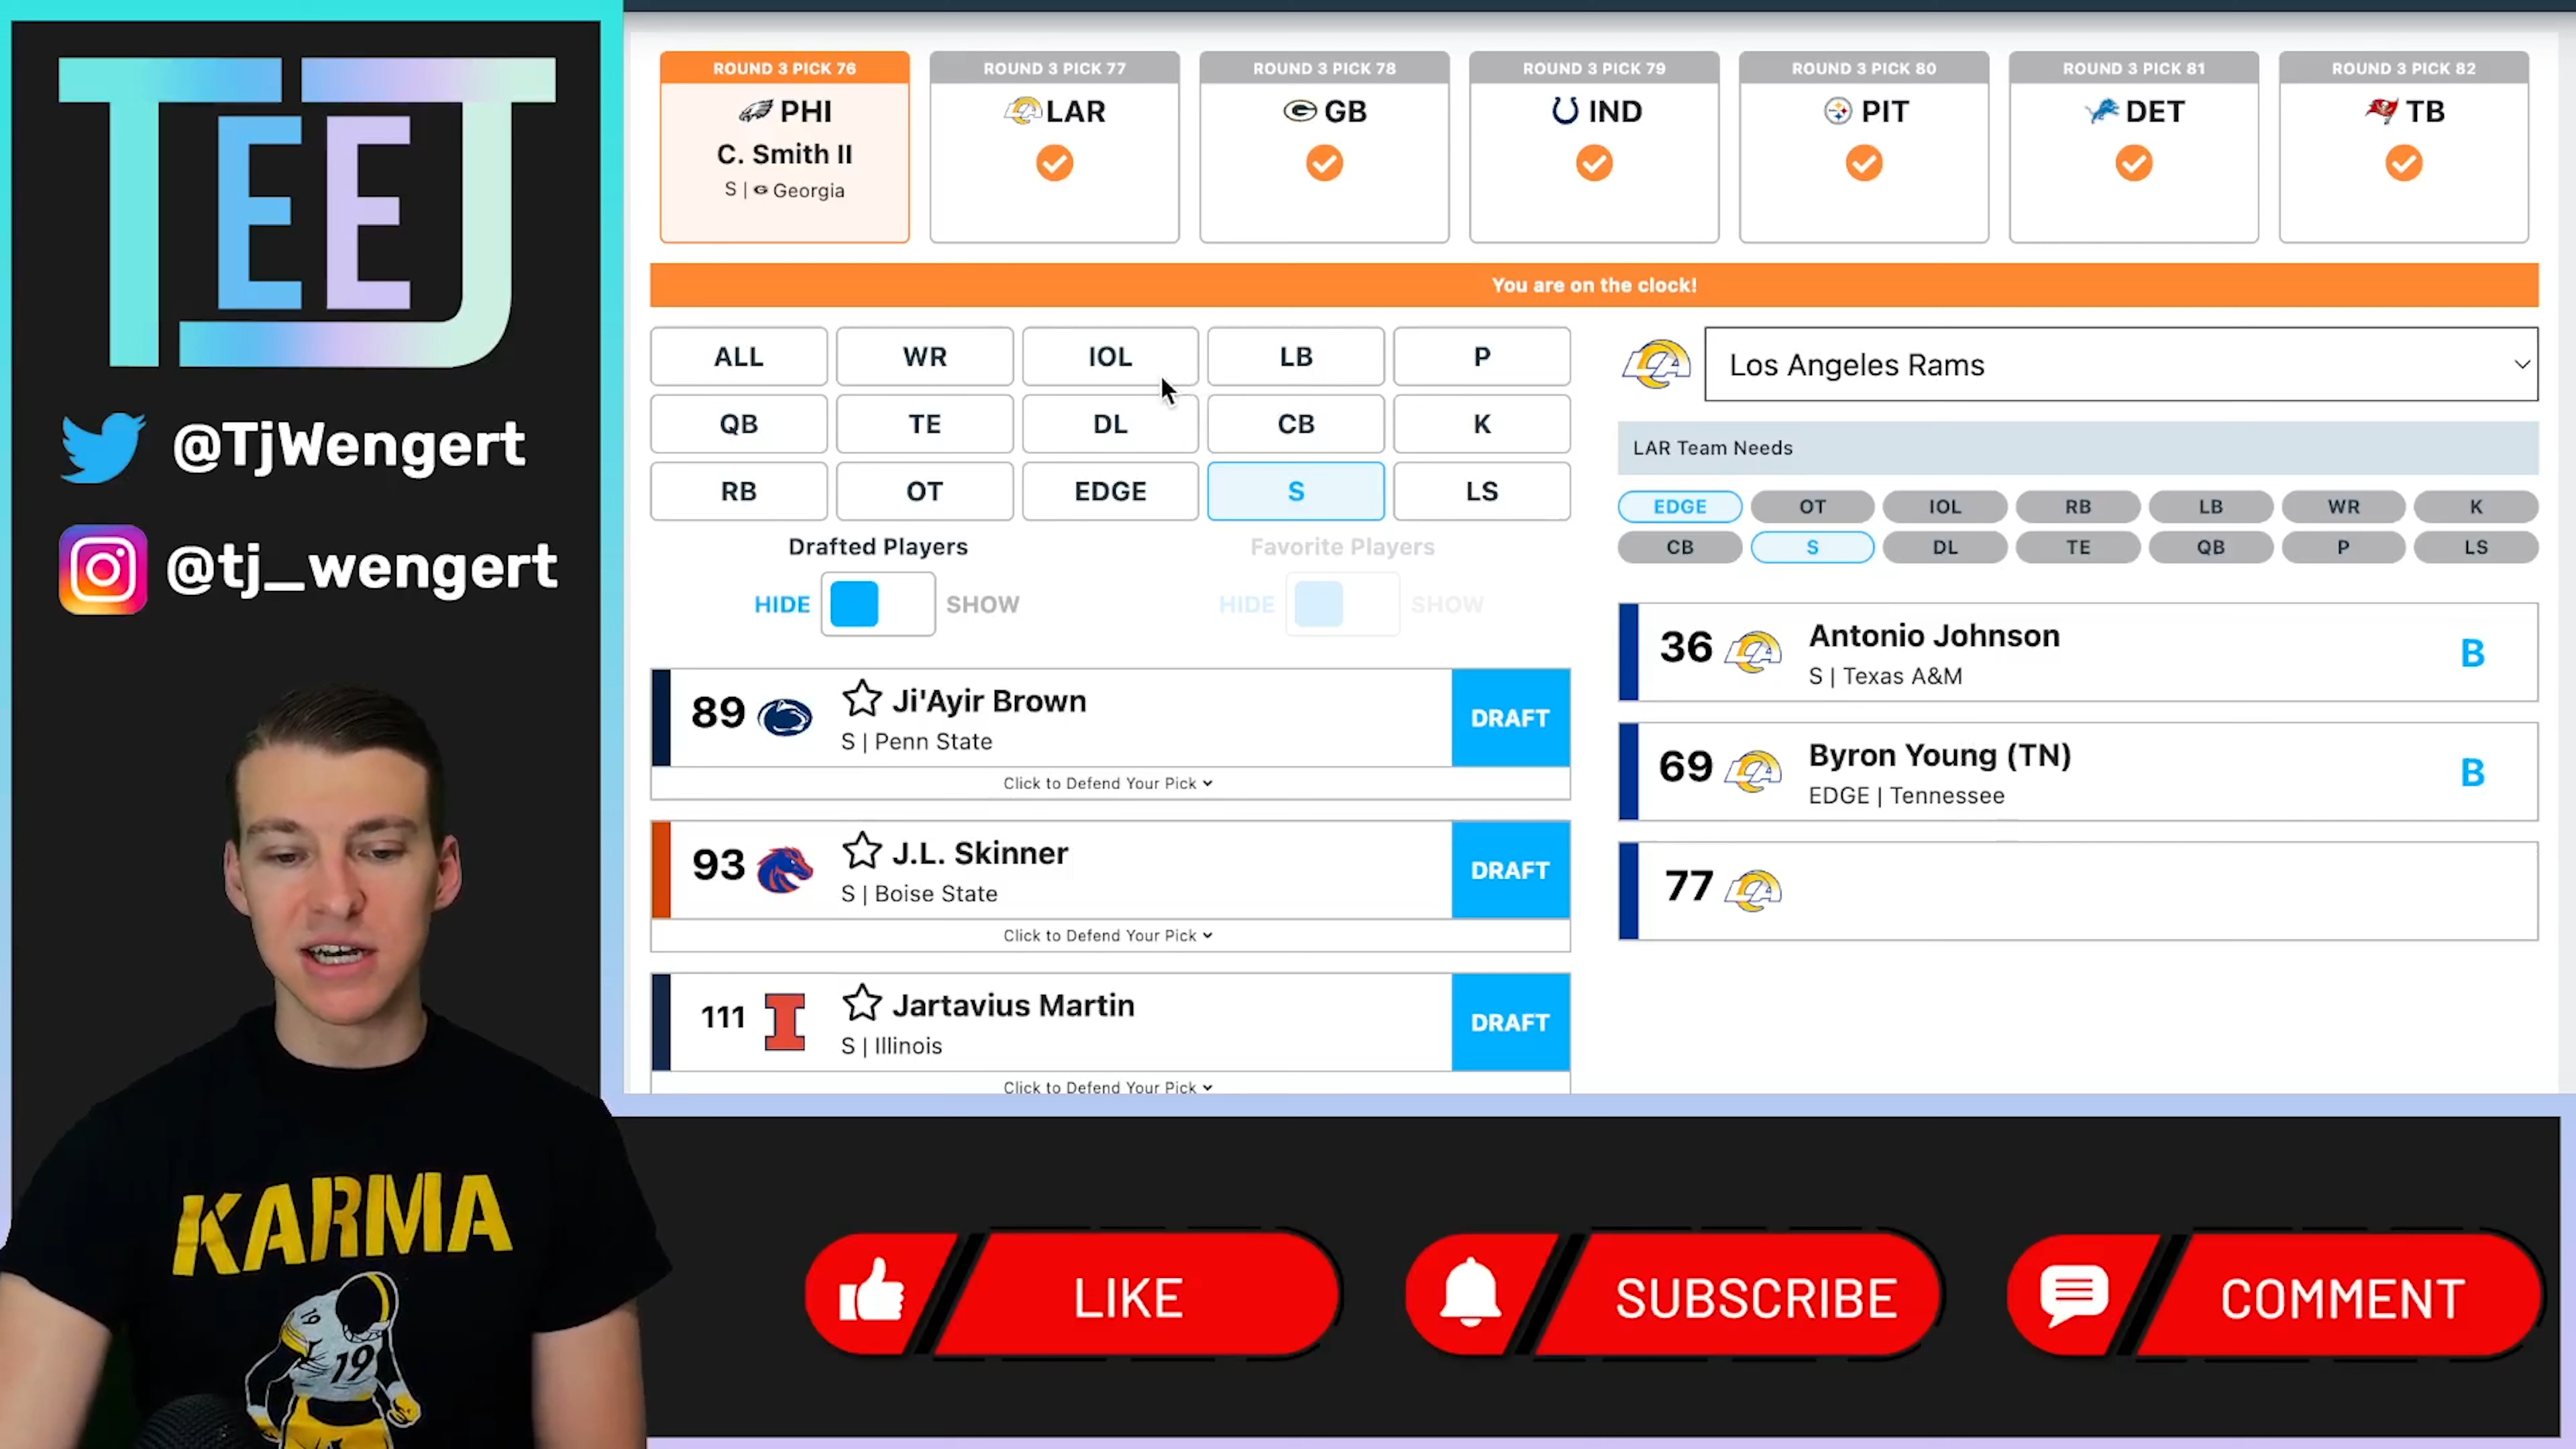 TEEJ
@TjWengert
@tj_wengert
KARMA
19
19
ROUND 3 PICK 76
PHI
C. Smith II
S | G Georgia
ROUND 3 PICK 77
LAR
ROUND 3 PICK 78
GB
ROUND 3 PICK 79
IND
ROUND 3 PICK 80
PIT
ROUND 3 PICK 81
DET
ROUND 3 PICK 82
TB
You are on the clock!
ALL WR IOL LB P
QB TE DL CB K
RB OT EDGE S LS
Drafted Players
HIDE SHOW
Favorite Players
HIDE SHOW
89 Ji'Ayir Brown
S | Penn State
DRAFT
Click to Defend Your Pick
93 J.L. Skinner
S | Boise State
DRAFT
Click to Defend Your Pick
111 Jartavius Martin
S | Illinois
DRAFT
Click to Defend Your Pick
Los Angeles Rams
LAR Team Needs
EDGE OT IOL RB LB WR K
CB S DL TE QB P LS
36 Antonio Johnson B
S | Texas A&M
69 Byron Young (TN) B
EDGE | Tennessee
77
LIKE
SUBSCRIBE
COMMENT